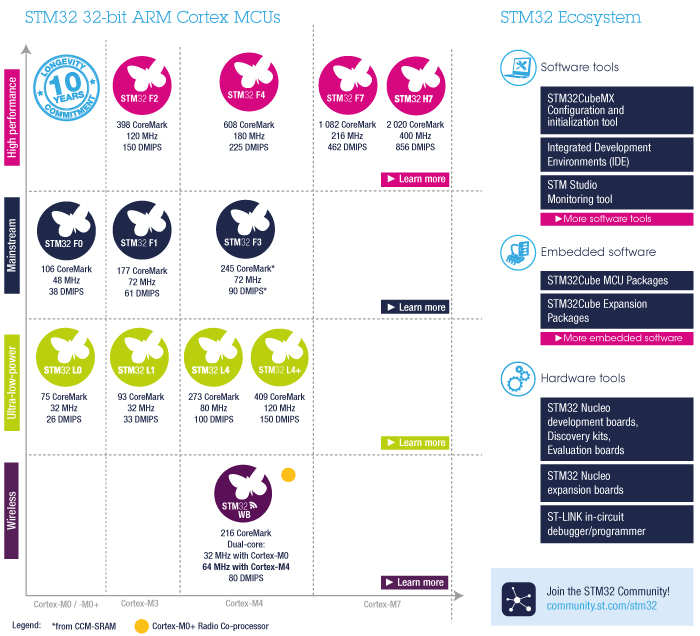 STM32 32-bit ARM Cortex MCUs
High performance
LONGEVITY
10
YEARS
COMMITMENT
STM32 F2
398 CoreMark
120 MHz
150 DMIPS
STM32 F4
608 CoreMark
180 MHz
225 DMIPS
STM32 F7
1 082 CoreMark
216 MHz
462 DMIPS
STM32 H7
2 020 CoreMark
400 MHz
856 DMIPS
► Learn more
Mainstream
STM32 F0
106 CoreMark
48 MHz
38 DMIPS
STM32 F1
177 CoreMark
72 MHz
61 DMIPS
STM32 F3
245 CoreMark*
72 MHz
90 DMIPS*
► Learn more
Ultra-low-power
STM32 L0
75 CoreMark
32 MHz
26 DMIPS
STM32 L1
93 CoreMark
32 MHz
33 DMIPS
STM32 L4
273 CoreMark
80 MHz
100 DMIPS
STM32 L4+
409 CoreMark
120 MHz
150 DMIPS
► Learn more
Wireless
STM32
WB
216 CoreMark
Dual-core:
32 MHz with Cortex-M0
64 MHz with Cortex-M4
80 DMIPS
► Learn more
Cortex-M0 / -M0+
Cortex-M3
Cortex-M4
Cortex-M7
Legend: *from CCM-SRAM Cortex-M0+ Radio Co-processor
STM32 Ecosystem
Software tools
STM32CubeMX
Configuration and
initialization tool
Integrated Development
Environments (IDE)
STM Studio
Monitoring tool
►More software tools
Embedded software
STM32Cube MCU Packages
STM32Cube Expansion
Packages
►More embedded software
Hardware tools
STM32 Nucleo
development boards,
Discovery kits,
Evaluation boards
STM32 Nucleo
expansion boards
ST-LINK in-circuit
debugger/programmer
Join the STM32 Community!
community.st.com/stm32